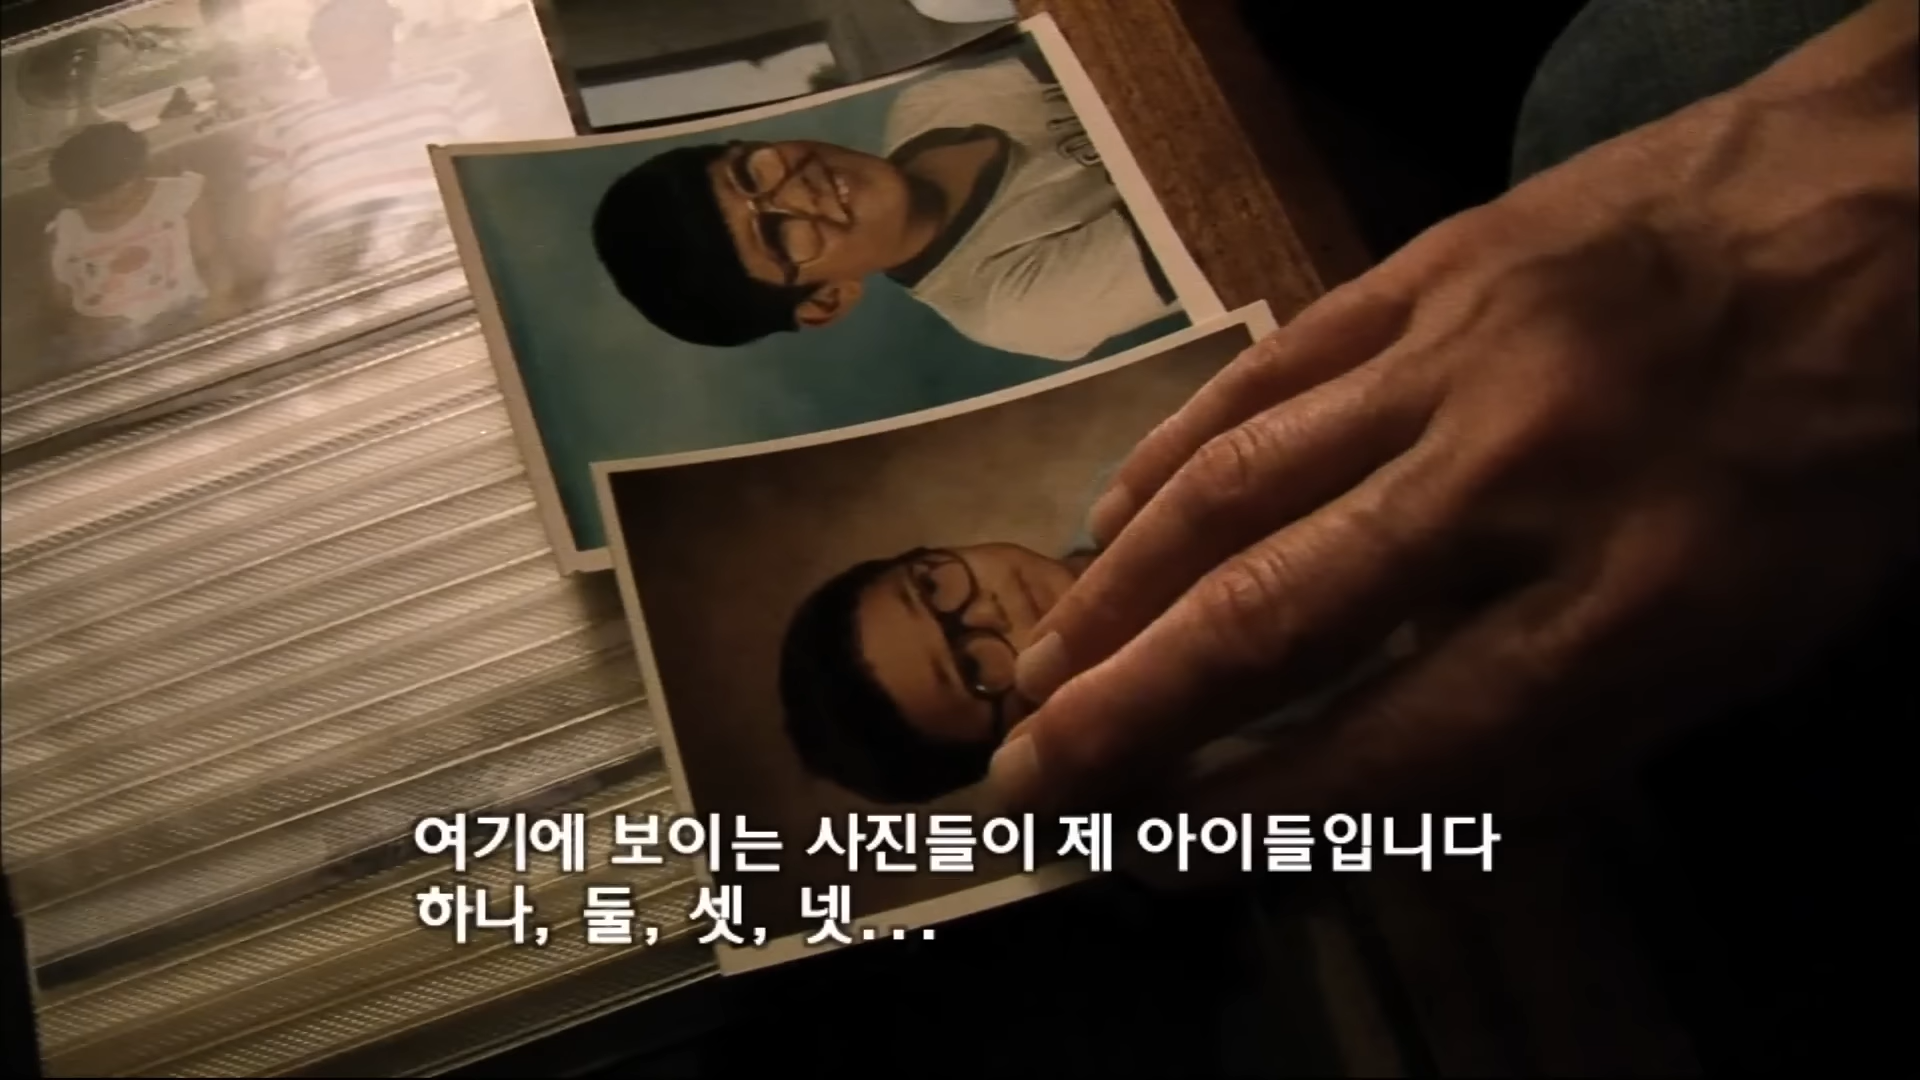 여기에 보이는 사진들이 제 아이들입니다
하나, 둘, 셋, 넷...